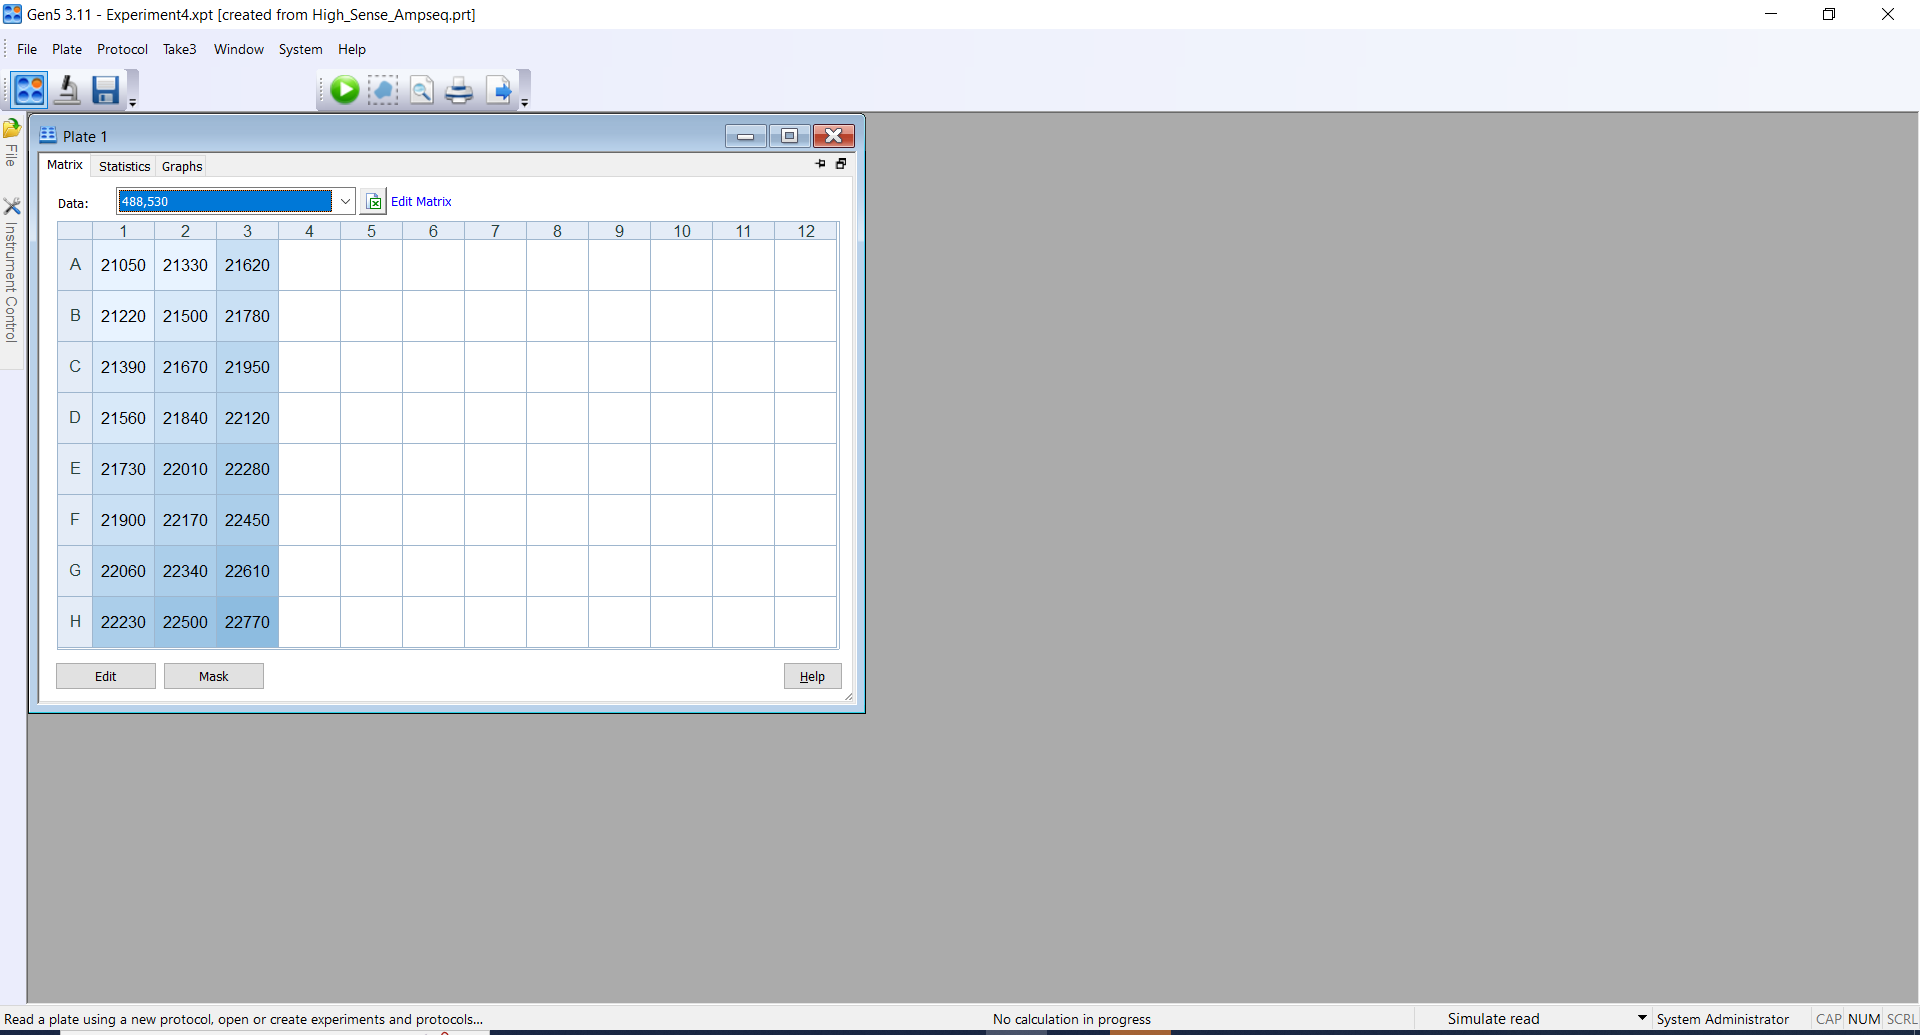 Gen5 3.11 - Experiment4.xpt [created from High_Sense_Ampseq.prt]
File Plate Protocol Take3 Window System Help
File
Instrument Control
Plate 1
Matrix Statistics Graphs
Data: 488,530 Edit Matrix
1 2 3 4 5 6 7 8 9 10 11 12
A 21050 21330 21620
B 21220 21500 21780
C 21390 21670 21950
D 21560 21840 22120
E 21730 22010 22280
F 21900 22170 22450
G 22060 22340 22610
H 22230 22500 22770
Edit Mask Help
Read a plate using a new protocol, open or create experiments and protocols... No calculation in progress Simulate read System Administrator CAP NUM SCRL